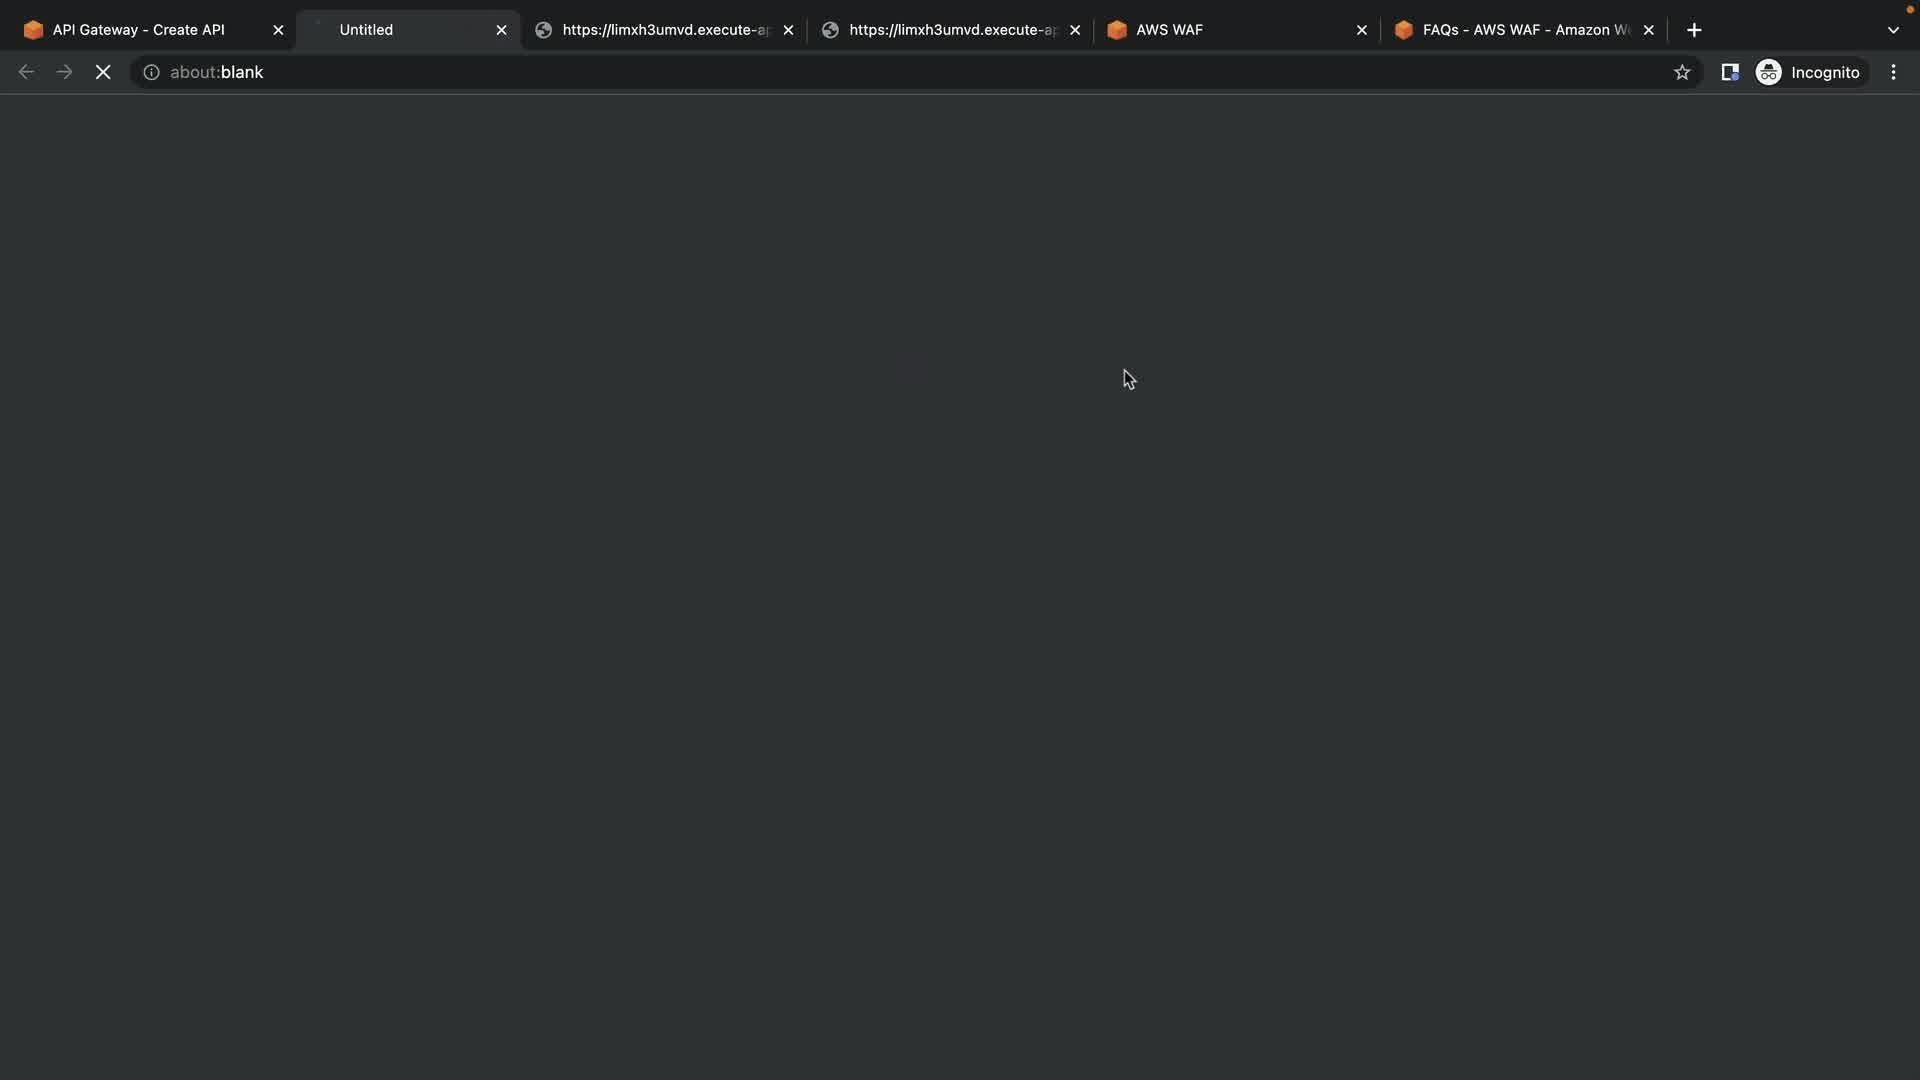 API Gateway - Create API
Untitled
https://limxh3umvd.execute-ap
https://limxh3umvd.execute-ap
AWS WAF
FAQs - AWS WAF - Amazon We
about:blank
Incognito